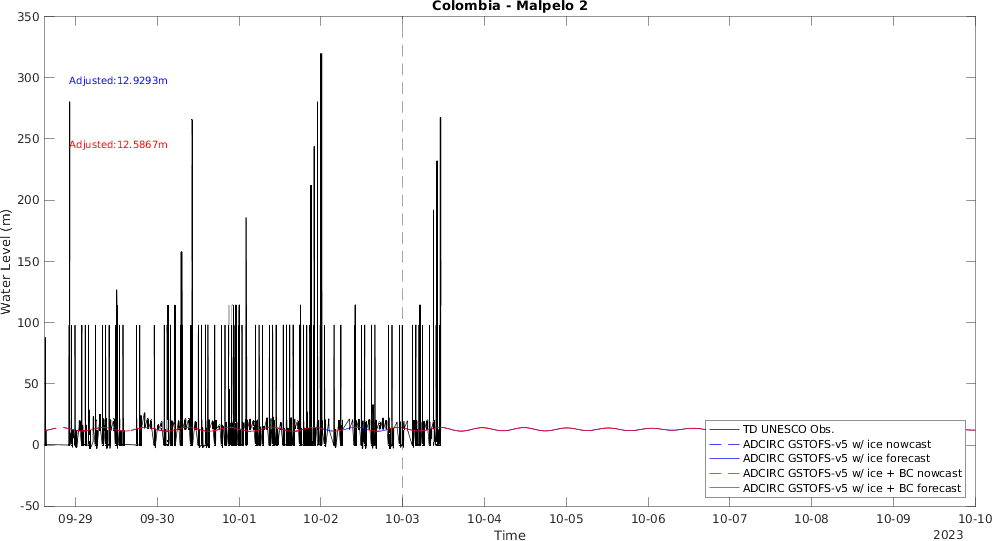 Colombia - Malpelo 2
350
300
250
200
150
100
50
0
-50
Water Level (m)
Adjusted:12.9293m
Adjusted:12.5867m
TD UNESCO Obs.
ADCIRC GSTOFS-v5 w/ ice nowcast
ADCIRC GSTOFS-v5 w/ ice forecast
ADCIRC GSTOFS-v5 w/ ice + BC nowcast
ADCIRC GSTOFS-v5 w/ ice + BC forecast
09-29 09-30 10-01 10-02 10-03 10-04 10-05 10-06 10-07 10-08 10-09 10-10
Time
2023